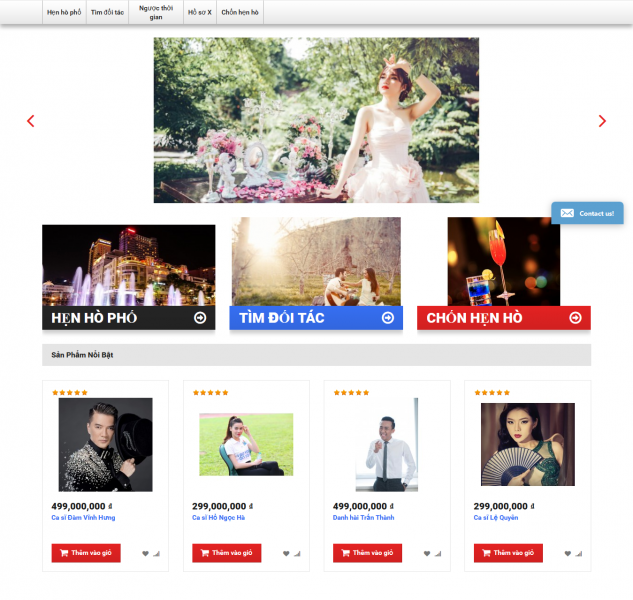 Hẹn hò phố
Tìm đối tác
Ngược thời
gian
Hồ sơ X
Chốn hẹn hò
Contact us!
HẸN HÒ PHỐ
TÌM ĐỐI TÁC
CHỐN HẸN HÒ
Sản Phẩm Nổi Bật
499,000,000 ₫
Ca sĩ Đàm Vĩnh Hưng
Thêm vào giỏ
299,000,000 ₫
Ca sĩ Hồ Ngọc Hà
Thêm vào giỏ
499,000,000 ₫
Danh hài Trấn Thành
Thêm vào giỏ
299,000,000 ₫
Ca sĩ Lệ Quyên
Thêm vào giỏ